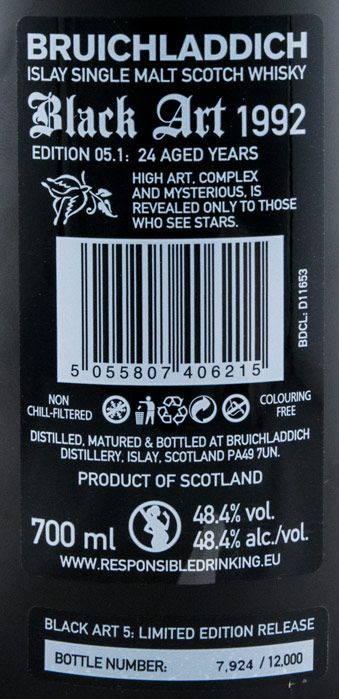 BRUICHLADDICH
ISLAY SINGLE MALT SCOTCH WHISKY
Black Art 1992
EDITION 05.1: 24 AGED YEARS
HIGH ART, COMPLEX
AND MYSTERIOUS, IS
REVEALED ONLY TO THOSE
WHO SEE STARS.
BDCL: D11653
5 055807 406215
NON
CHILL-FILTERED
COLOURING
FREE
DISTILLED, MATURED & BOTTLED AT BRUICHLADDICH
DISTILLERY, ISLAY, SCOTLAND PA49 7UN.
PRODUCT OF SCOTLAND
700 ml
48.4% vol.
48.4% alc./vol.
WWW.RESPONSIBLEDRINKING.EU
BLACK ART 5: LIMITED EDITION RELEASE
BOTTLE NUMBER: 7,924 / 12,000